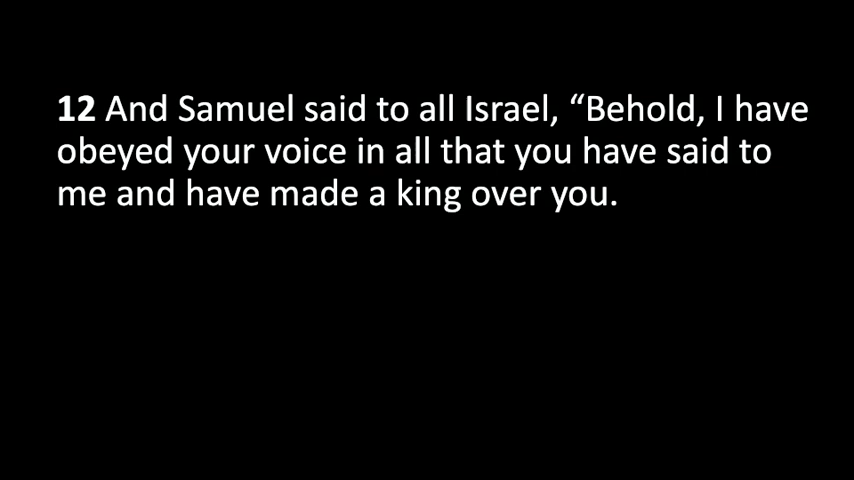 12 And Samuel said to all Israel, “Behold, I have
obeyed your voice in all that you have said to
me and have made a king over you.